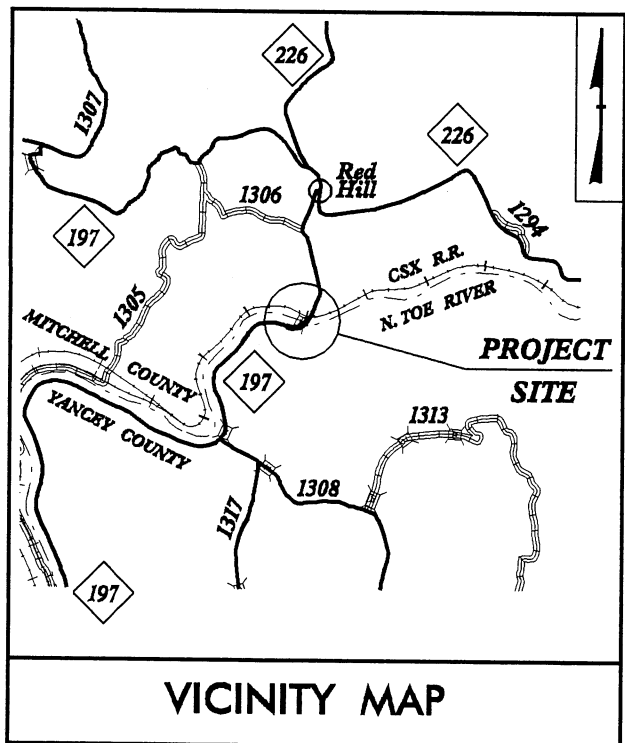 226
1307
226
Red
Hill
1306
1294
197
CSX R.R.
1305
N. TOE RIVER
MITCHELL COUNTY
PROJECT
SITE
197
YANCEY COUNTY
1313
1308
1317
197
VICINITY MAP